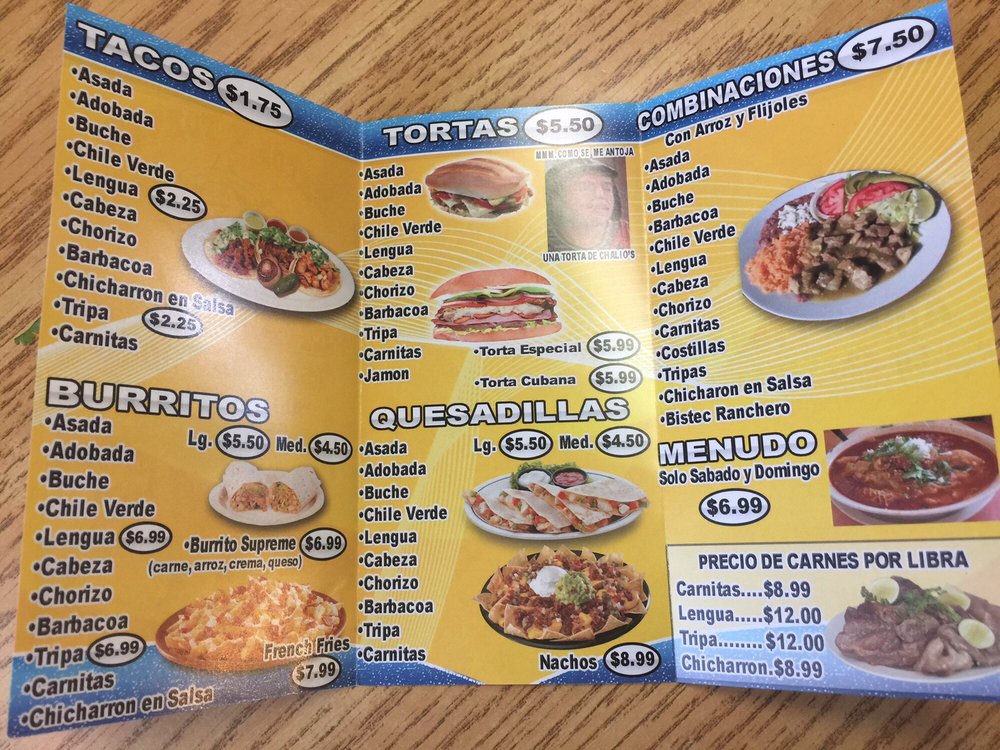 TACOS $1.75
•Asada
•Adobada
•Buche
•Chile Verde
•Lengua $2.25
•Cabeza
•Chorizo
•Barbacoa
•Chicharron en Salsa
•Tripa $2.25
•Carnitas
BURRITOS
Lg. $5.50 Med. $4.50
•Asada
•Adobada
•Buche
•Chile Verde
•Lengua $6.99
•Cabeza
•Chorizo
•Barbacoa
•Tripa $6.99
•Carnitas
•Chicharron en Salsa
•Burrito Supreme $6.99
(carne, arroz, crema, queso)
French Fries
$7.99
TORTAS $5.50
•Asada
•Adobada
•Buche
•Chile Verde
•Lengua
•Cabeza
•Chorizo
•Barbacoa
•Tripa
•Carnitas
•Jamon
MMM. COMO SE ME ANTOJA
UNA TORTA DE CHALIO'S
•Torta Especial $5.99
•Torta Cubana $5.99
QUESADILLAS
Lg. $5.50 Med. $4.50
•Asada
•Adobada
•Buche
•Chile Verde
•Lengua
•Cabeza
•Chorizo
•Barbacoa
•Tripa
•Carnitas
Nachos $8.99
COMBINACIONES $7.50
Con Arroz y Flijoles
•Asada
•Adobada
•Buche
•Barbacoa
•Chile Verde
•Lengua
•Cabeza
•Chorizo
•Carnitas
•Costillas
•Tripas
•Chicharon en Salsa
•Bistec Ranchero
MENUDO
Solo Sabado y Domingo
$6.99
PRECIO DE CARNES POR LIBRA
Carnitas....$8.99
Lengua......$12.00
Tripa........$12.00
Chicharron.$8.99